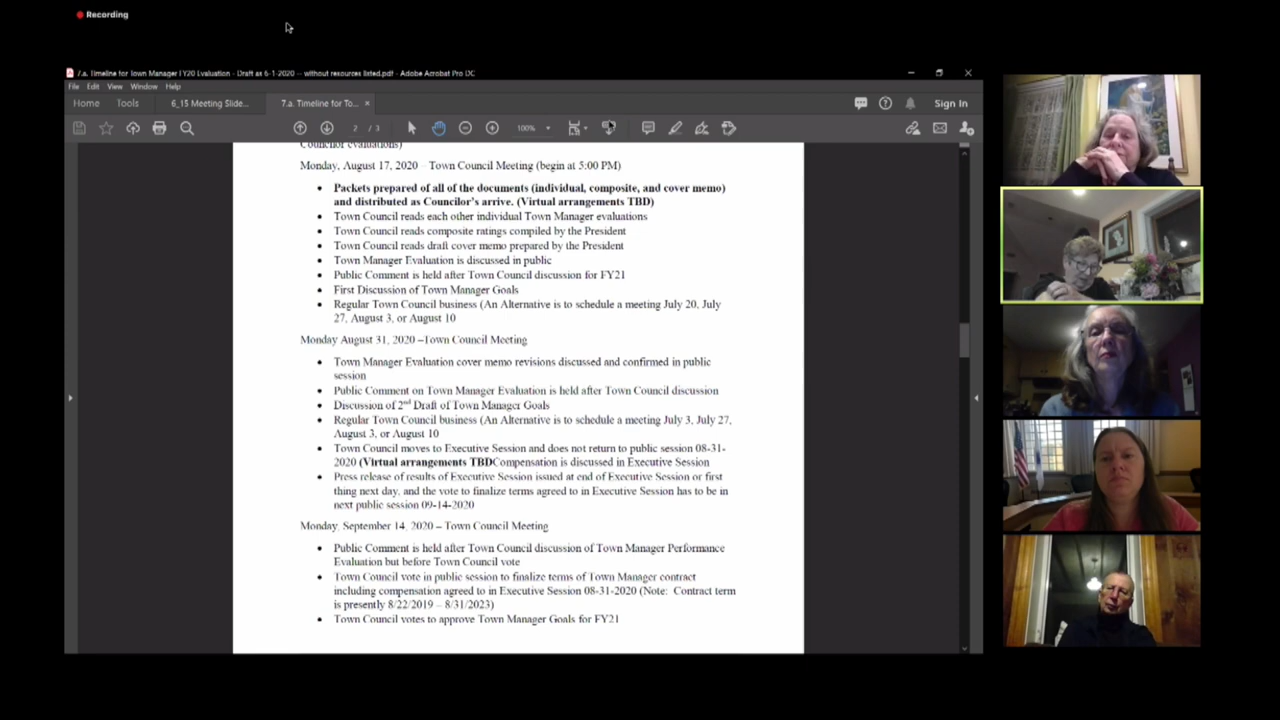 Recording
7.a. Timeline for Town Manager FY20 Evaluation - Draft as 6-1-2020 -- without resources listed.pdf - Adobe Acrobat Pro DC
File Edit View Window Help
Home Tools 6_15 Meeting Slide... 7.a. Timeline for To... × Sign In
2 / 3 100%
Councilor evaluations)
Monday, August 17, 2020 – Town Council Meeting (begin at 5:00 PM)
• Packets prepared of all of the documents (individual, composite, and cover memo)
and distributed as Councilor's arrive. (Virtual arrangements TBD)
• Town Council reads each other individual Town Manager evaluations
• Town Council reads composite ratings compiled by the President
• Town Council reads draft cover memo prepared by the President
• Town Manager Evaluation is discussed in public
• Public Comment is held after Town Council discussion for FY21
• First Discussion of Town Manager Goals
• Regular Town Council business (An Alternative is to schedule a meeting July 20, July
27, August 3, or August 10
Monday August 31, 2020 –Town Council Meeting
• Town Manager Evaluation cover memo revisions discussed and confirmed in public
session
• Public Comment on Town Manager Evaluation is held after Town Council discussion
• Discussion of 2nd Draft of Town Manager Goals
• Regular Town Council business (An Alternative is to schedule a meeting July 3, July 27,
August 3, or August 10
• Town Council moves to Executive Session and does not return to public session 08-31-
2020 (Virtual arrangements TBDCompensation is discussed in Executive Session
• Press release of results of Executive Session issued at end of Executive Session or first
thing next day, and the vote to finalize terms agreed to in Executive Session has to be in
next public session 09-14-2020
Monday, September 14, 2020 – Town Council Meeting
• Public Comment is held after Town Council discussion of Town Manager Performance
Evaluation but before Town Council vote
• Town Council vote in public session to finalize terms of Town Manager contract
including compensation agreed to in Executive Session 08-31-2020 (Note: Contract term
is presently 8/22/2019 – 8/31/2023)
• Town Council votes to approve Town Manager Goals for FY21